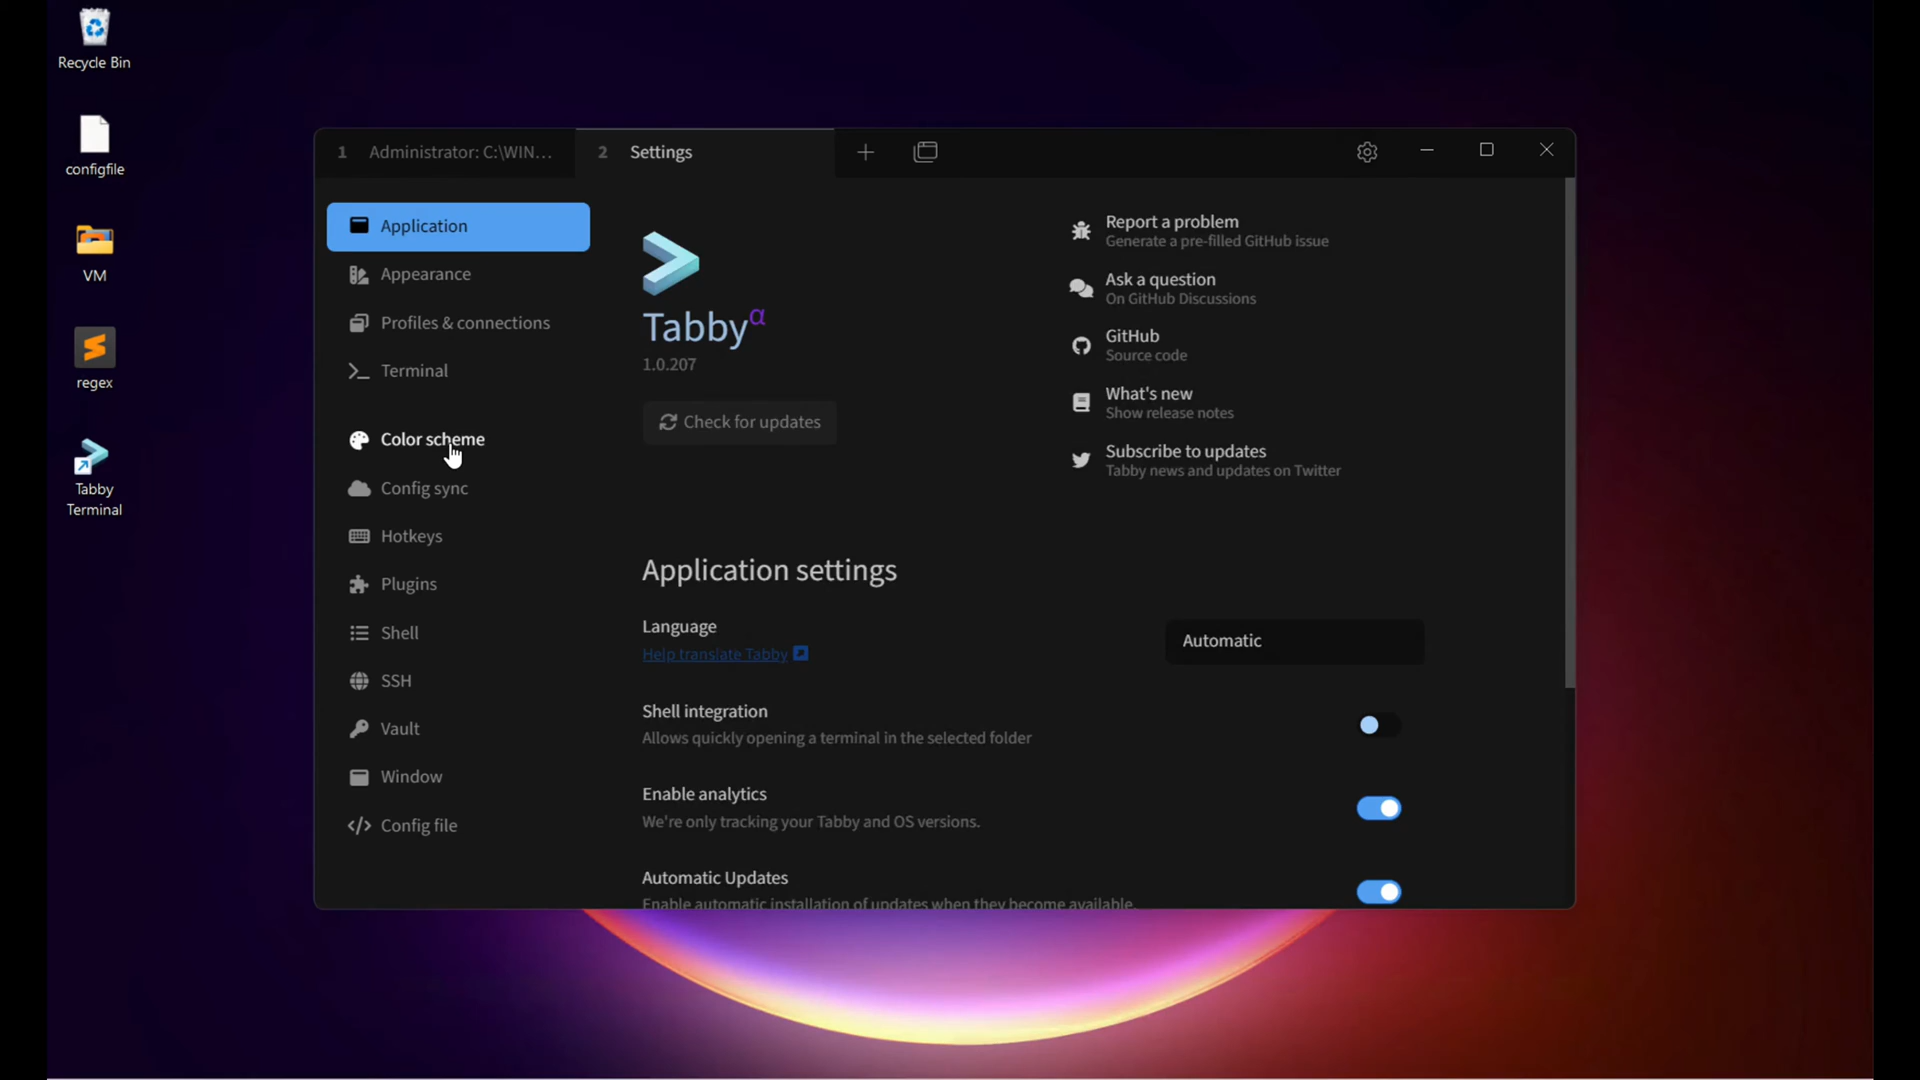 Recycle Bin
configfile
VM
regex
Tabby
Terminal
1 Administrator: C:\WIN...
2 Settings
Application
Appearance
Profiles & connections
Terminal
Color scheme
Config sync
Hotkeys
Plugins
Shell
SSH
Vault
Window
Config file
Tabbyα
1.0.207
Check for updates
Report a problem
Generate a pre-filled GitHub issue
Ask a question
On GitHub Discussions
GitHub
Source code
What's new
Show release notes
Subscribe to updates
Tabby news and updates on Twitter
Application settings
Language
Help translate Tabby
Automatic
Shell integration
Allows quickly opening a terminal in the selected folder
Enable analytics
We're only tracking your Tabby and OS versions.
Automatic Updates
Enable automatic installation of updates when they become available.